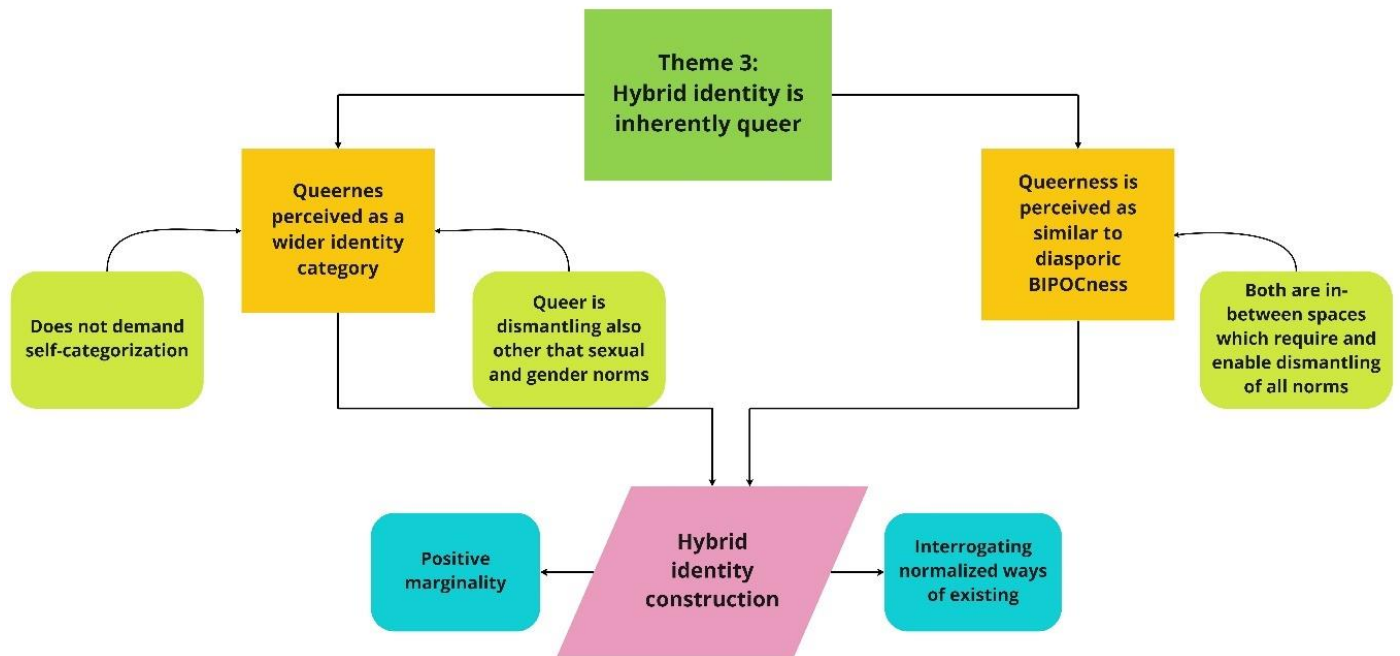 Theme 3:
Hybrid identity is
inherently queer
Queernes
perceived as a
wider identity
category
Queerness is
perceived as
similar to
diasporic
BIPOCness
Does not demand
self-categorization
Queer is
dismantling also
other that sexual
and gender norms
Both are in-
between spaces
which require and
enable dismantling
of all norms
Positive
marginality
Hybrid
identity
construction
Interrogating
normalized ways
of existing